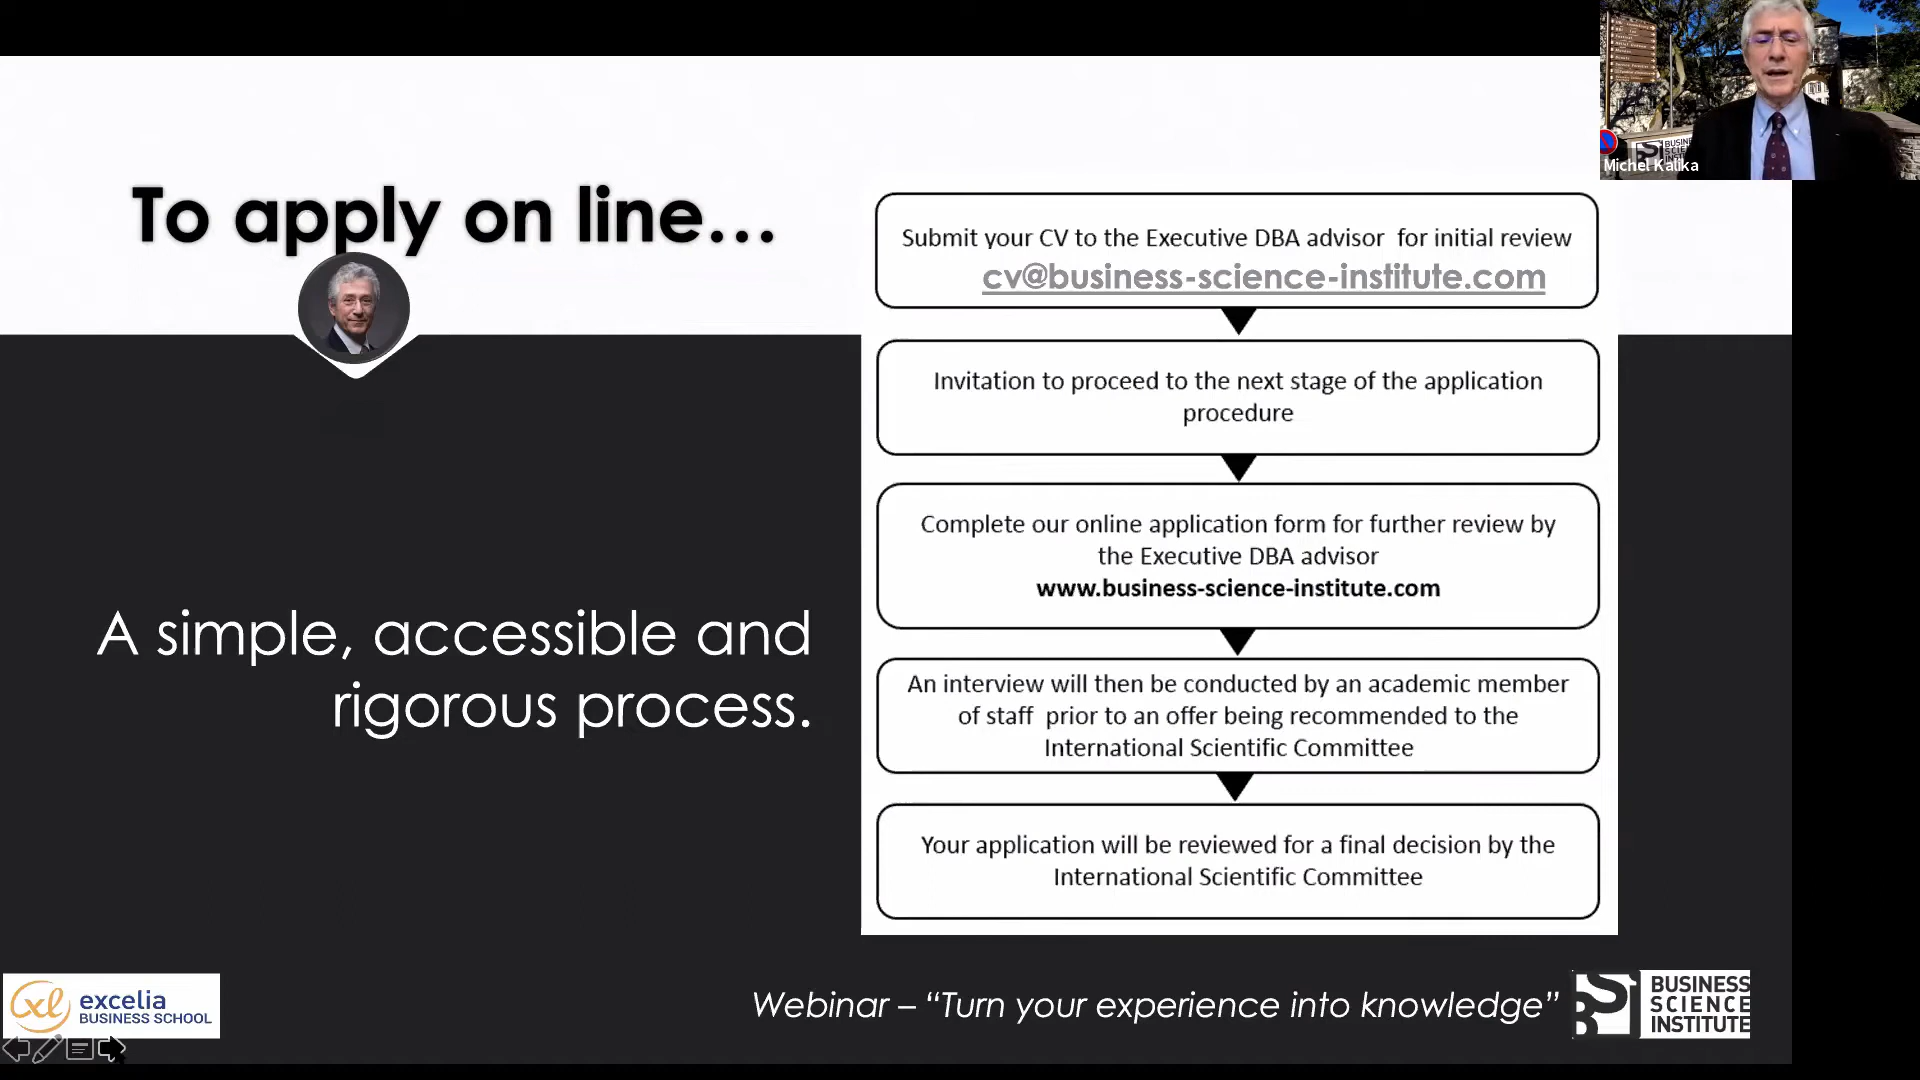 To apply on line...
A simple, accessible and
rigorous process.
Submit your CV to the Executive DBA advisor for initial review
cv@business-science-institute.com
Invitation to proceed to the next stage of the application
procedure
Complete our online application form for further review by
the Executive DBA advisor
www.business-science-institute.com
An interview will then be conducted by an academic member
of staff prior to an offer being recommended to the
International Scientific Committee
Your application will be reviewed for a final decision by the
International Scientific Committee
Michel Kalika
excelia
BUSINESS SCHOOL
Webinar – “Turn your experience into knowledge”
BUSINESS
SCIENCE
INSTITUTE